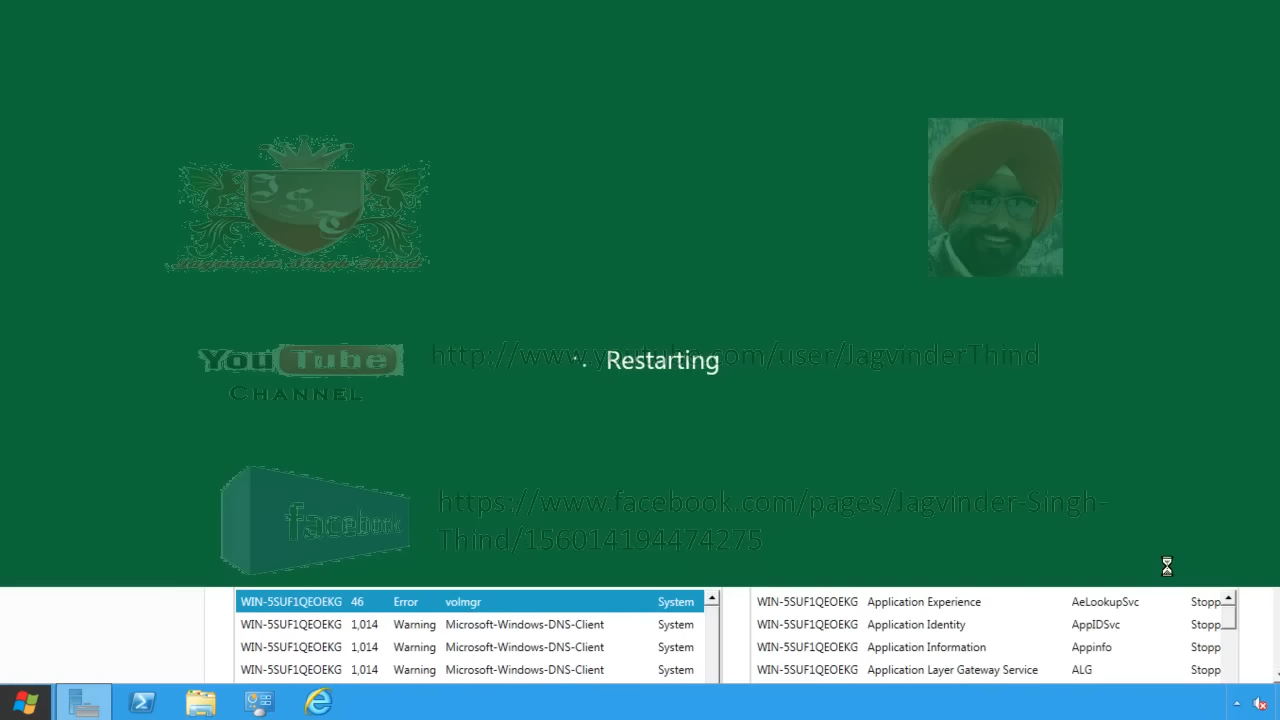 J S T
Jagvinder Singh Thind
YouTube http://www.youtube.com/user/JagvinderThind
CHANNEL
Restarting
facebook https://www.facebook.com/pages/Jagvinder-Singh-
Thind/156014194474275
WIN-5SUF1QEOEKG 46 Error volmgr System WIN-5SUF1QEOEKG Application Experience AeLookupSvc Stopp
WIN-5SUF1QEOEKG 1,014 Warning Microsoft-Windows-DNS-Client System WIN-5SUF1QEOEKG Application Identity AppIDSvc Stopp
WIN-5SUF1QEOEKG 1,014 Warning Microsoft-Windows-DNS-Client System WIN-5SUF1QEOEKG Application Information Appinfo Stopp
WIN-5SUF1QEOEKG 1,014 Warning Microsoft-Windows-DNS-Client System WIN-5SUF1QEOEKG Application Layer Gateway Service ALG Stopp